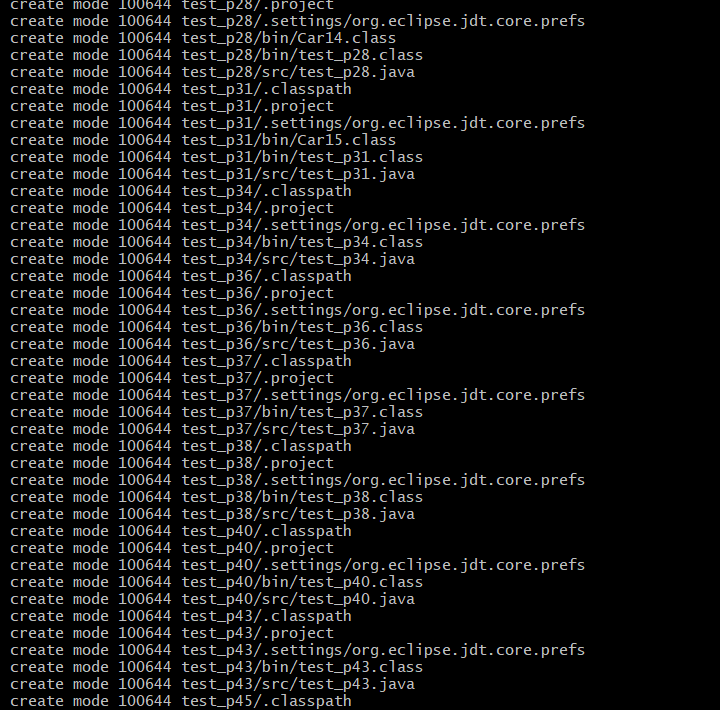 create mode 100644 test_p28/.project
create mode 100644 test_p28/.settings/org.eclipse.jdt.core.prefs
create mode 100644 test_p28/bin/Car14.class
create mode 100644 test_p28/bin/test_p28.class
create mode 100644 test_p28/src/test_p28.java
create mode 100644 test_p31/.classpath
create mode 100644 test_p31/.project
create mode 100644 test_p31/.settings/org.eclipse.jdt.core.prefs
create mode 100644 test_p31/bin/Car15.class
create mode 100644 test_p31/bin/test_p31.class
create mode 100644 test_p31/src/test_p31.java
create mode 100644 test_p34/.classpath
create mode 100644 test_p34/.project
create mode 100644 test_p34/.settings/org.eclipse.jdt.core.prefs
create mode 100644 test_p34/bin/test_p34.class
create mode 100644 test_p34/src/test_p34.java
create mode 100644 test_p36/.classpath
create mode 100644 test_p36/.project
create mode 100644 test_p36/.settings/org.eclipse.jdt.core.prefs
create mode 100644 test_p36/bin/test_p36.class
create mode 100644 test_p36/src/test_p36.java
create mode 100644 test_p37/.classpath
create mode 100644 test_p37/.project
create mode 100644 test_p37/.settings/org.eclipse.jdt.core.prefs
create mode 100644 test_p37/bin/test_p37.class
create mode 100644 test_p37/src/test_p37.java
create mode 100644 test_p38/.classpath
create mode 100644 test_p38/.project
create mode 100644 test_p38/.settings/org.eclipse.jdt.core.prefs
create mode 100644 test_p38/bin/test_p38.class
create mode 100644 test_p38/src/test_p38.java
create mode 100644 test_p40/.classpath
create mode 100644 test_p40/.project
create mode 100644 test_p40/.settings/org.eclipse.jdt.core.prefs
create mode 100644 test_p40/bin/test_p40.class
create mode 100644 test_p40/src/test_p40.java
create mode 100644 test_p43/.classpath
create mode 100644 test_p43/.project
create mode 100644 test_p43/.settings/org.eclipse.jdt.core.prefs
create mode 100644 test_p43/bin/test_p43.class
create mode 100644 test_p43/src/test_p43.java
create mode 100644 test_p45/.classpath